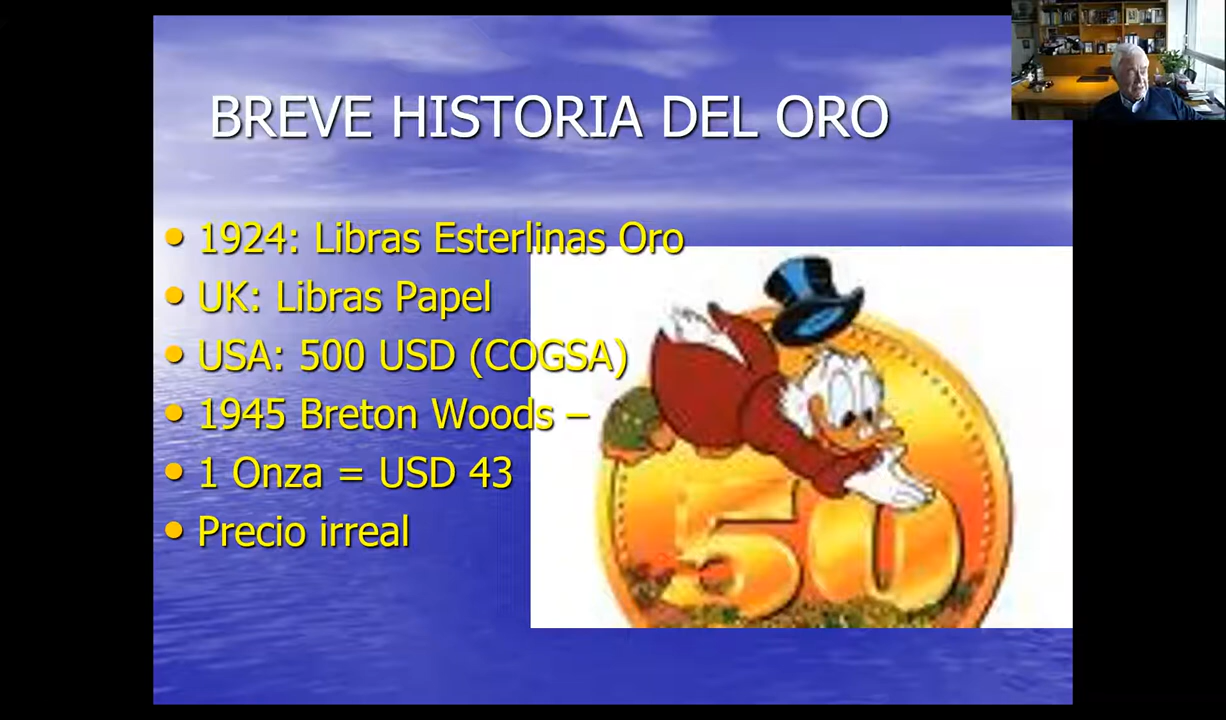 BREVE HISTORIA DEL ORO
• 1924: Libras Esterlinas Oro
• UK: Libras Papel
• USA: 500 USD (COGSA)
• 1945 Breton Woods –
• 1 Onza = USD 43
• Precio irreal
50